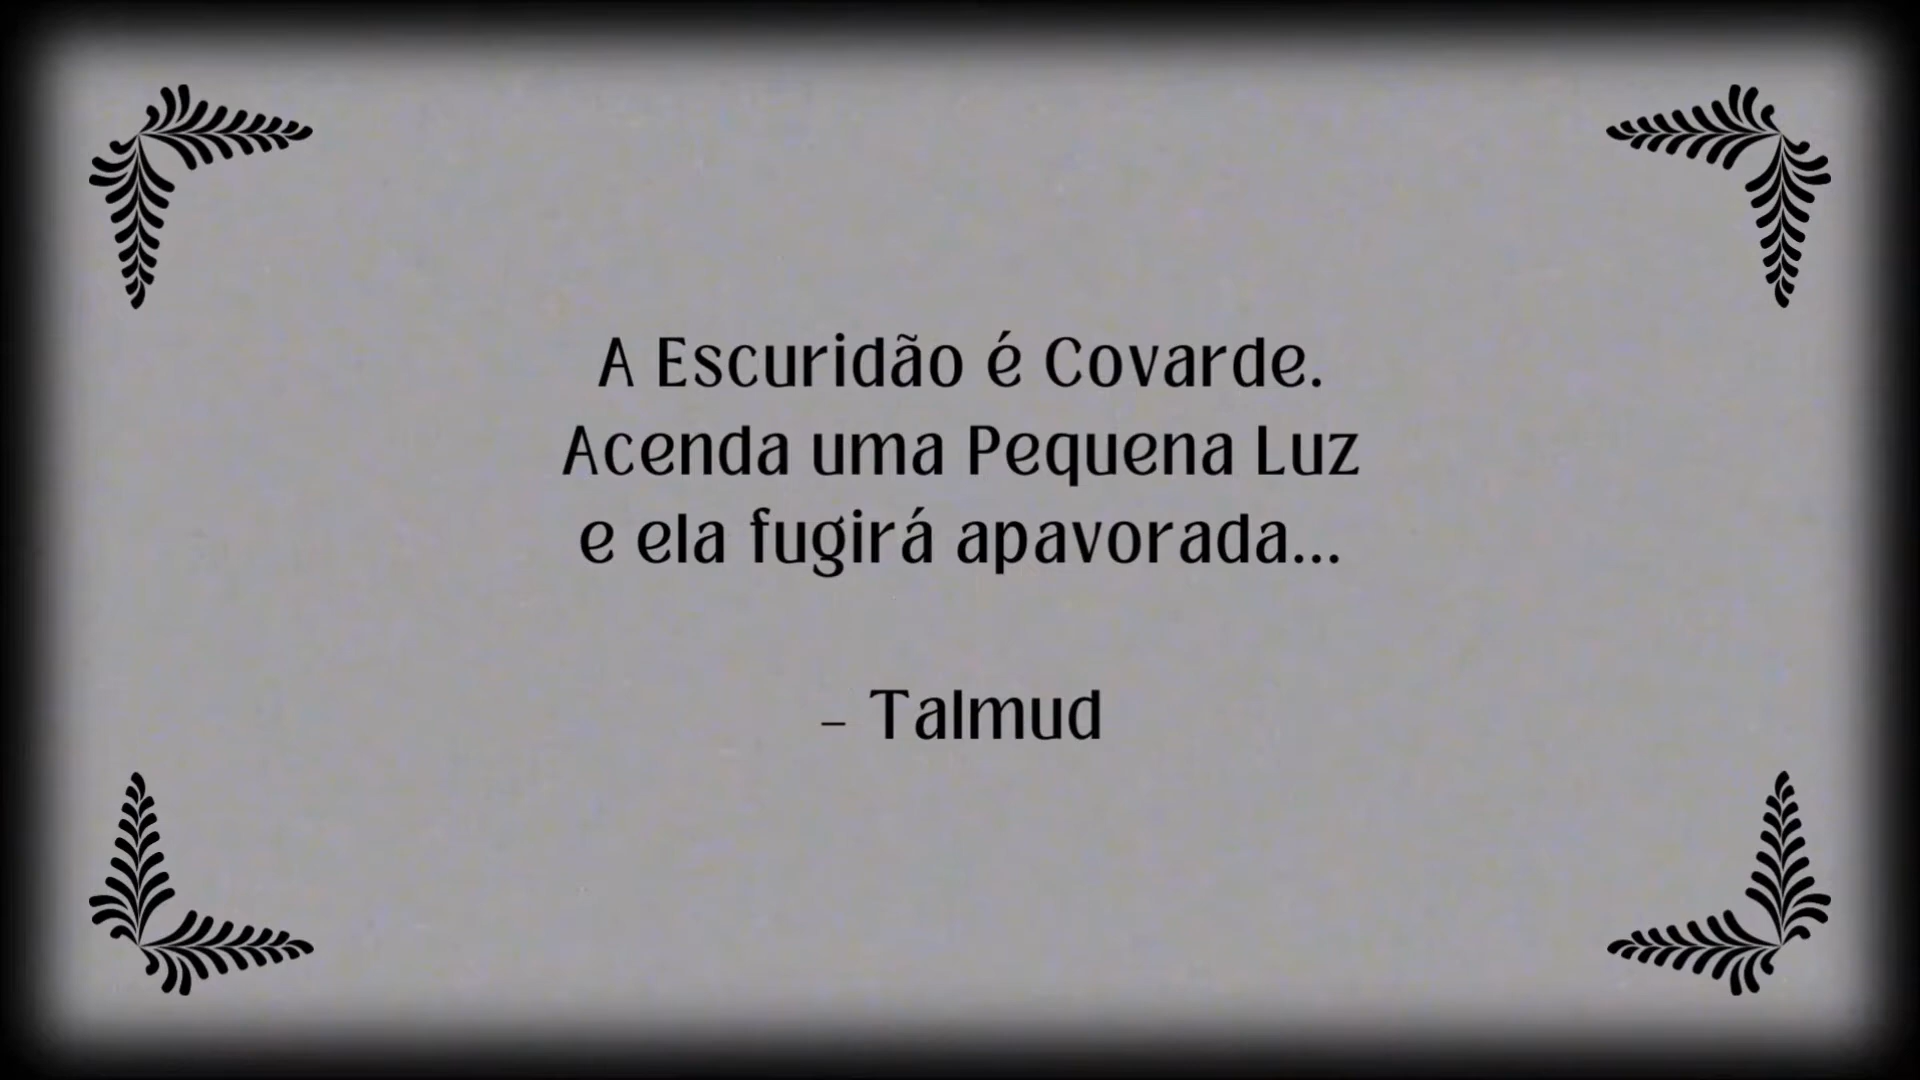 A Escuridão é Covarde.
Acenda uma Pequena Luz
e ela fugirá apavorada...
– Talmud